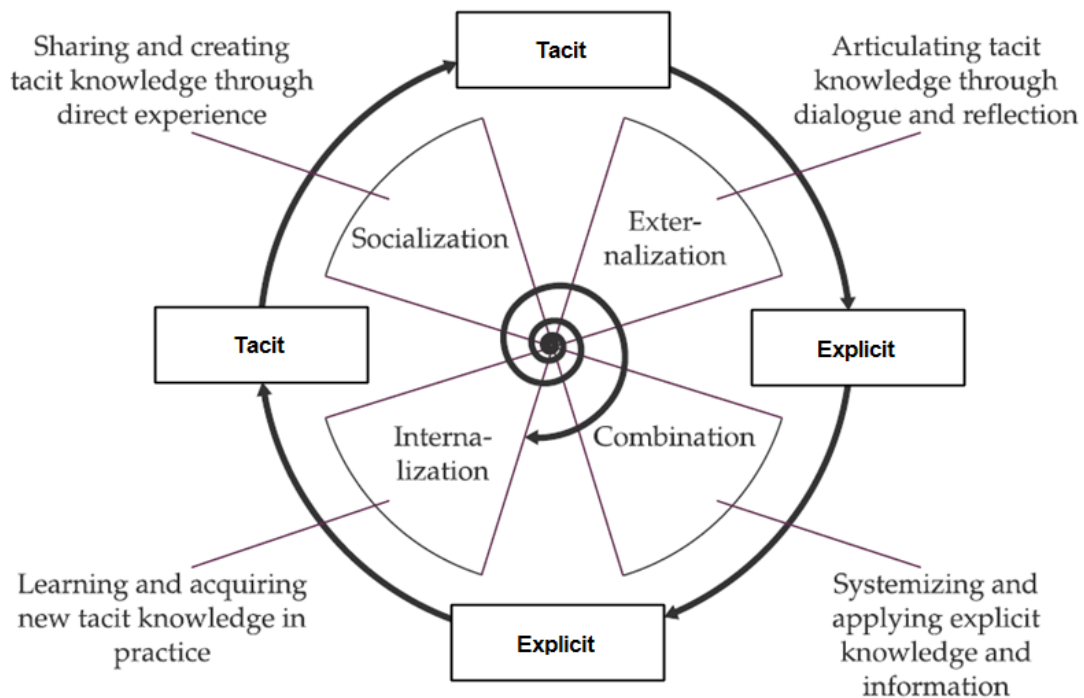 Tacit
Sharing and creating
tacit knowledge through
direct experience
Articulating tacit
knowledge through
dialogue and reflection
Socialization
Exter-
nalization
Tacit
Explicit
Interna-
lization
Combination
Learning and acquiring
new tacit knowledge in
practice
Explicit
Systemizing and
applying explicit
knowledge and
information